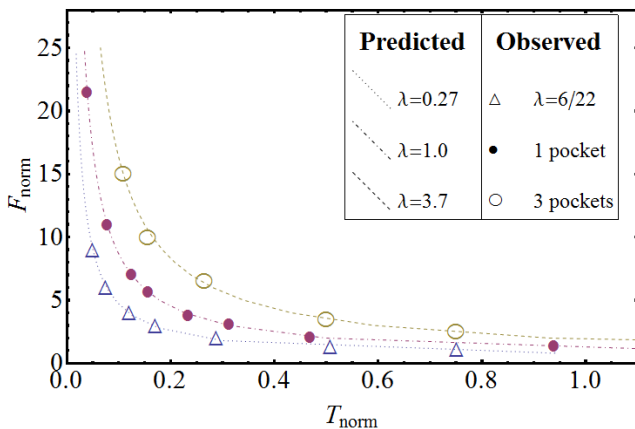 Predicted Observed
λ=0.27 λ=6/22
λ=1.0 1 pocket
λ=3.7 3 pockets
25
20
15
10
5
0
0.0 0.2 0.4 0.6 0.8 1.0
F_norm
T_norm